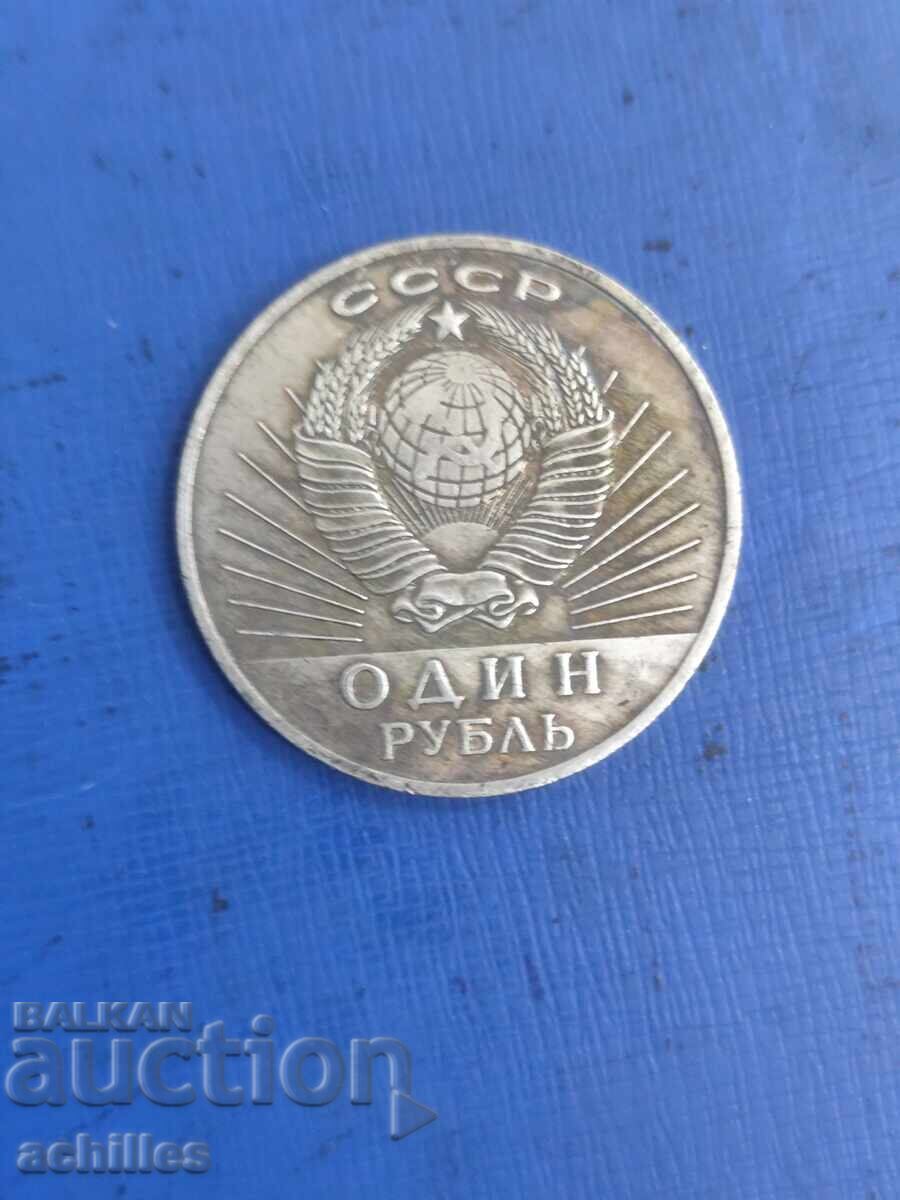 СССР
ОДИН
РУБЛЬ
BALKAN
auction
achilles